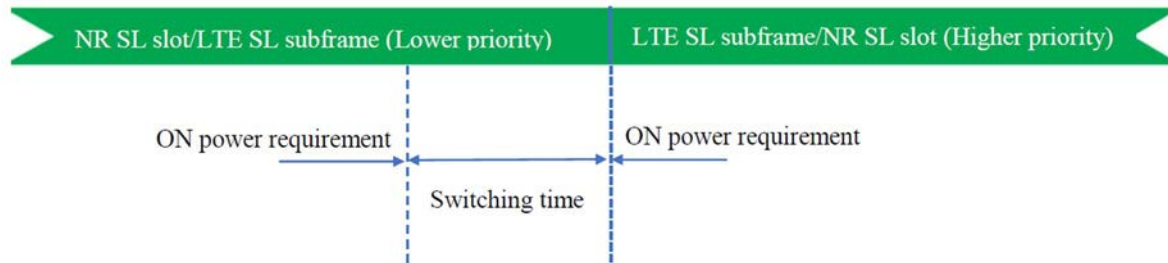 NR SL slot/LTE SL subframe (Lower priority)
LTE SL subframe/NR SL slot (Higher priority)
ON power requirement
ON power requirement
Switching time